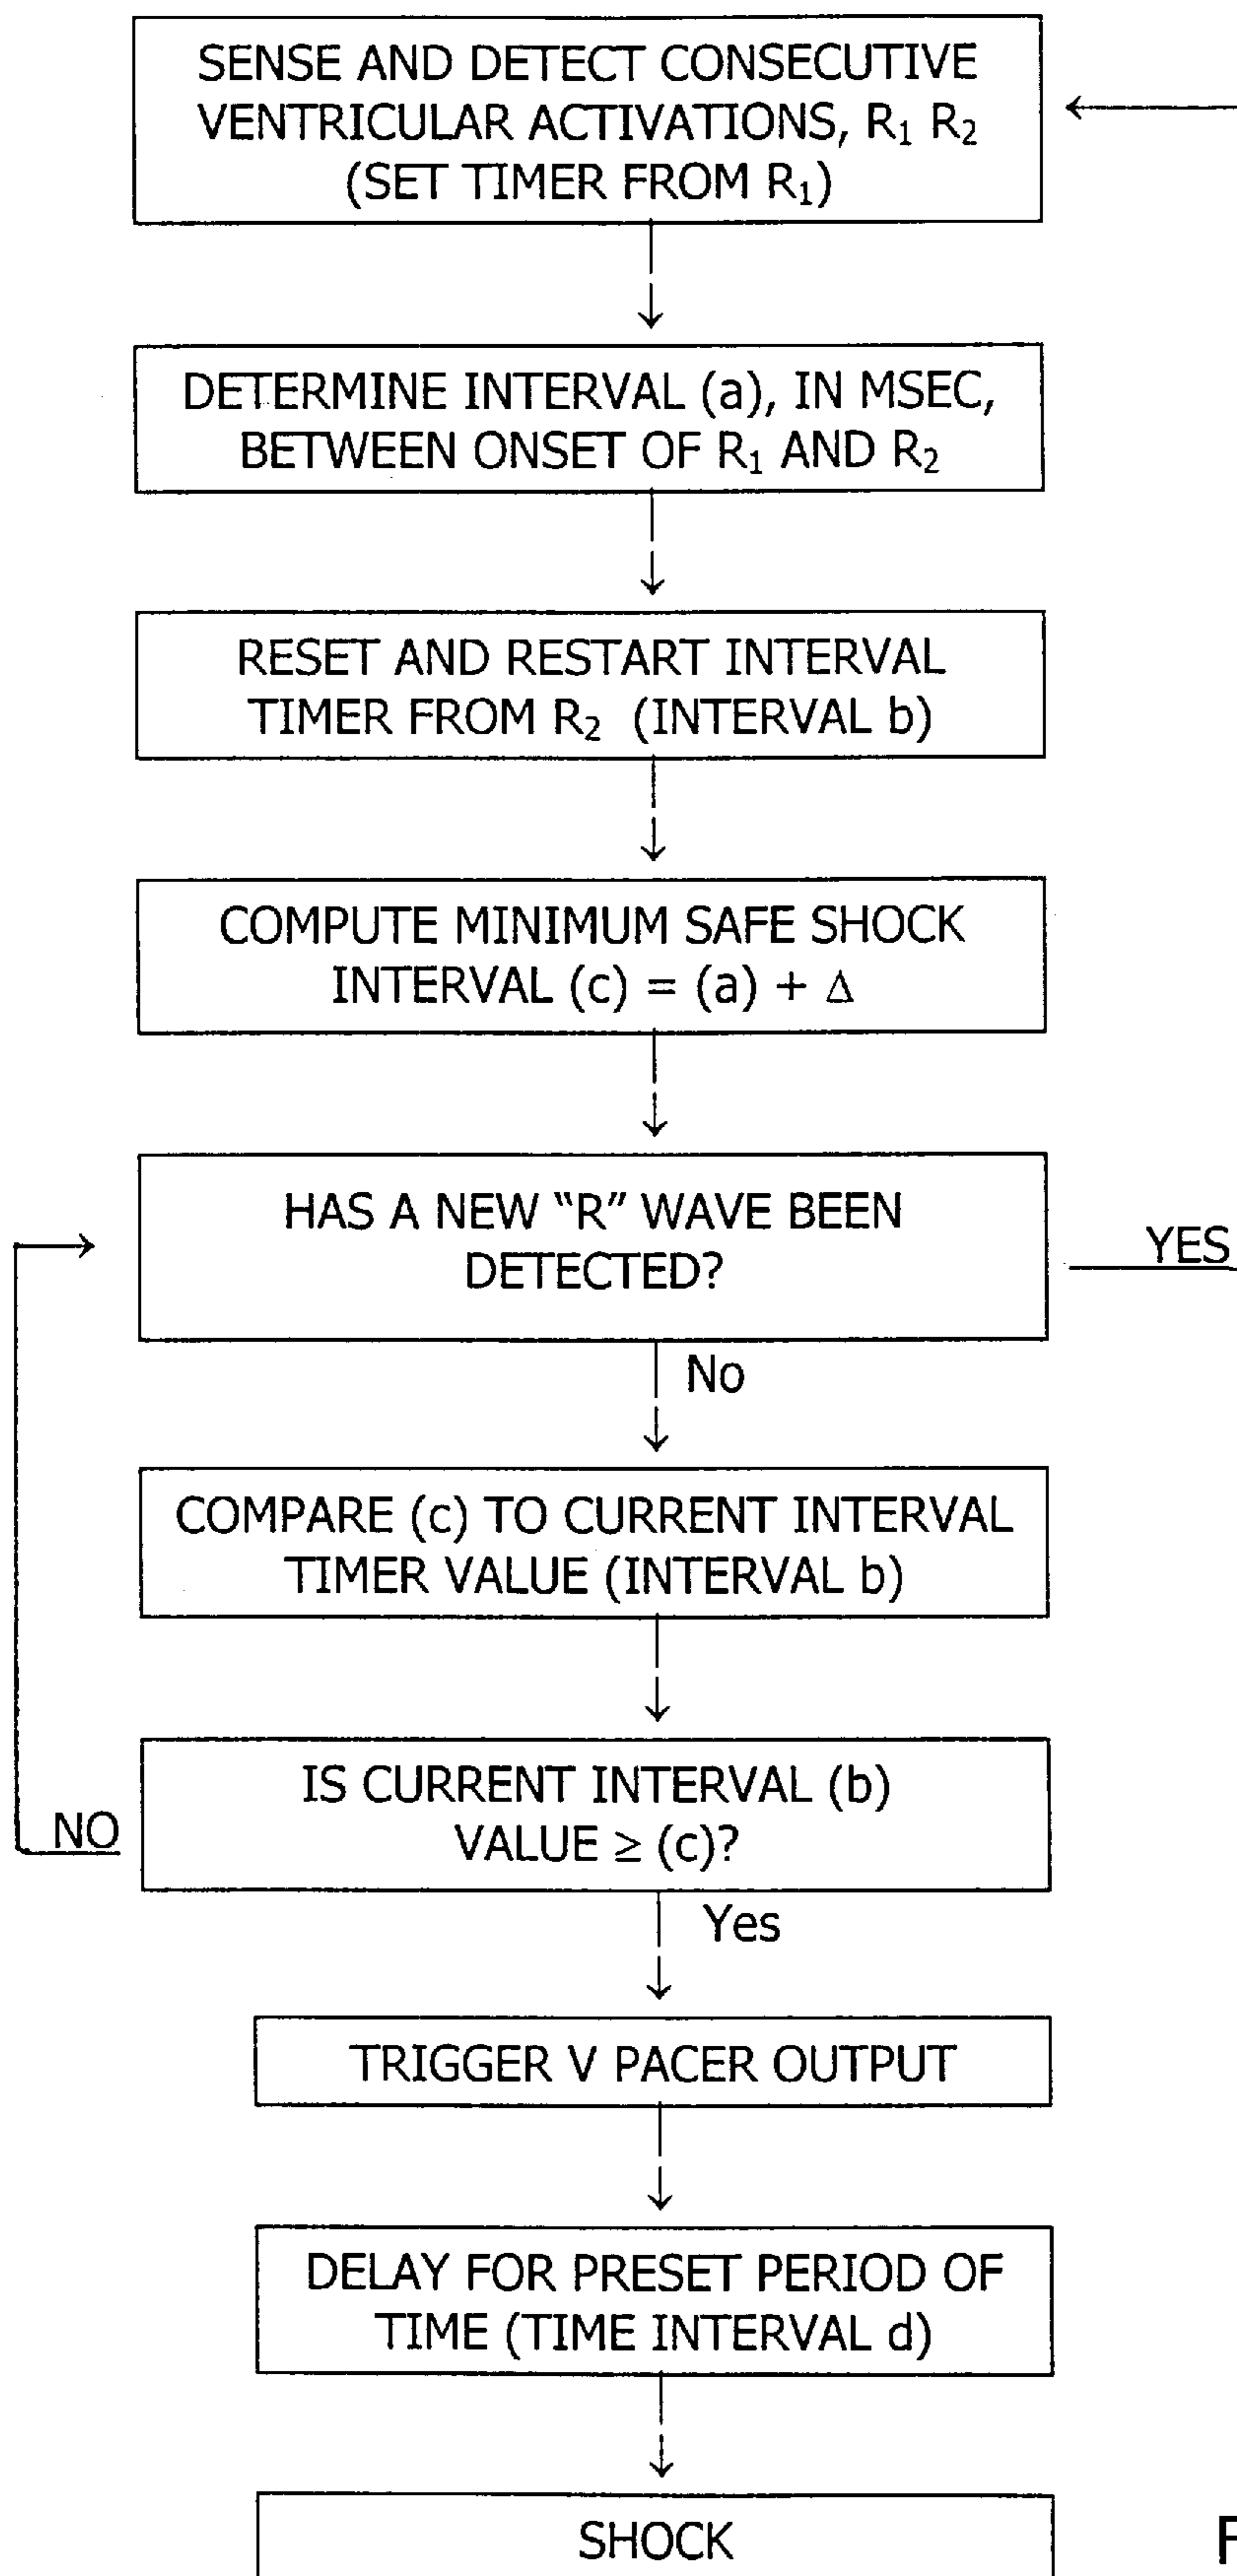 SENSE AND DETECT CONSECUTIVE
VENTRICULAR ACTIVATIONS, R₁ R₂
(SET TIMER FROM R₁)
DETERMINE INTERVAL (a), IN MSEC,
BETWEEN ONSET OF R₁ AND R₂
RESET AND RESTART INTERVAL
TIMER FROM R₂ (INTERVAL b)
COMPUTE MINIMUM SAFE SHOCK
INTERVAL (c) = (a) + Δ
HAS A NEW “R” WAVE BEEN
DETECTED?
YES
No
COMPARE (c) TO CURRENT INTERVAL
TIMER VALUE (INTERVAL b)
IS CURRENT INTERVAL (b)
VALUE ≥ (c)?
NO
Yes
TRIGGER V PACER OUTPUT
DELAY FOR PRESET PERIOD OF
TIME (TIME INTERVAL d)
SHOCK